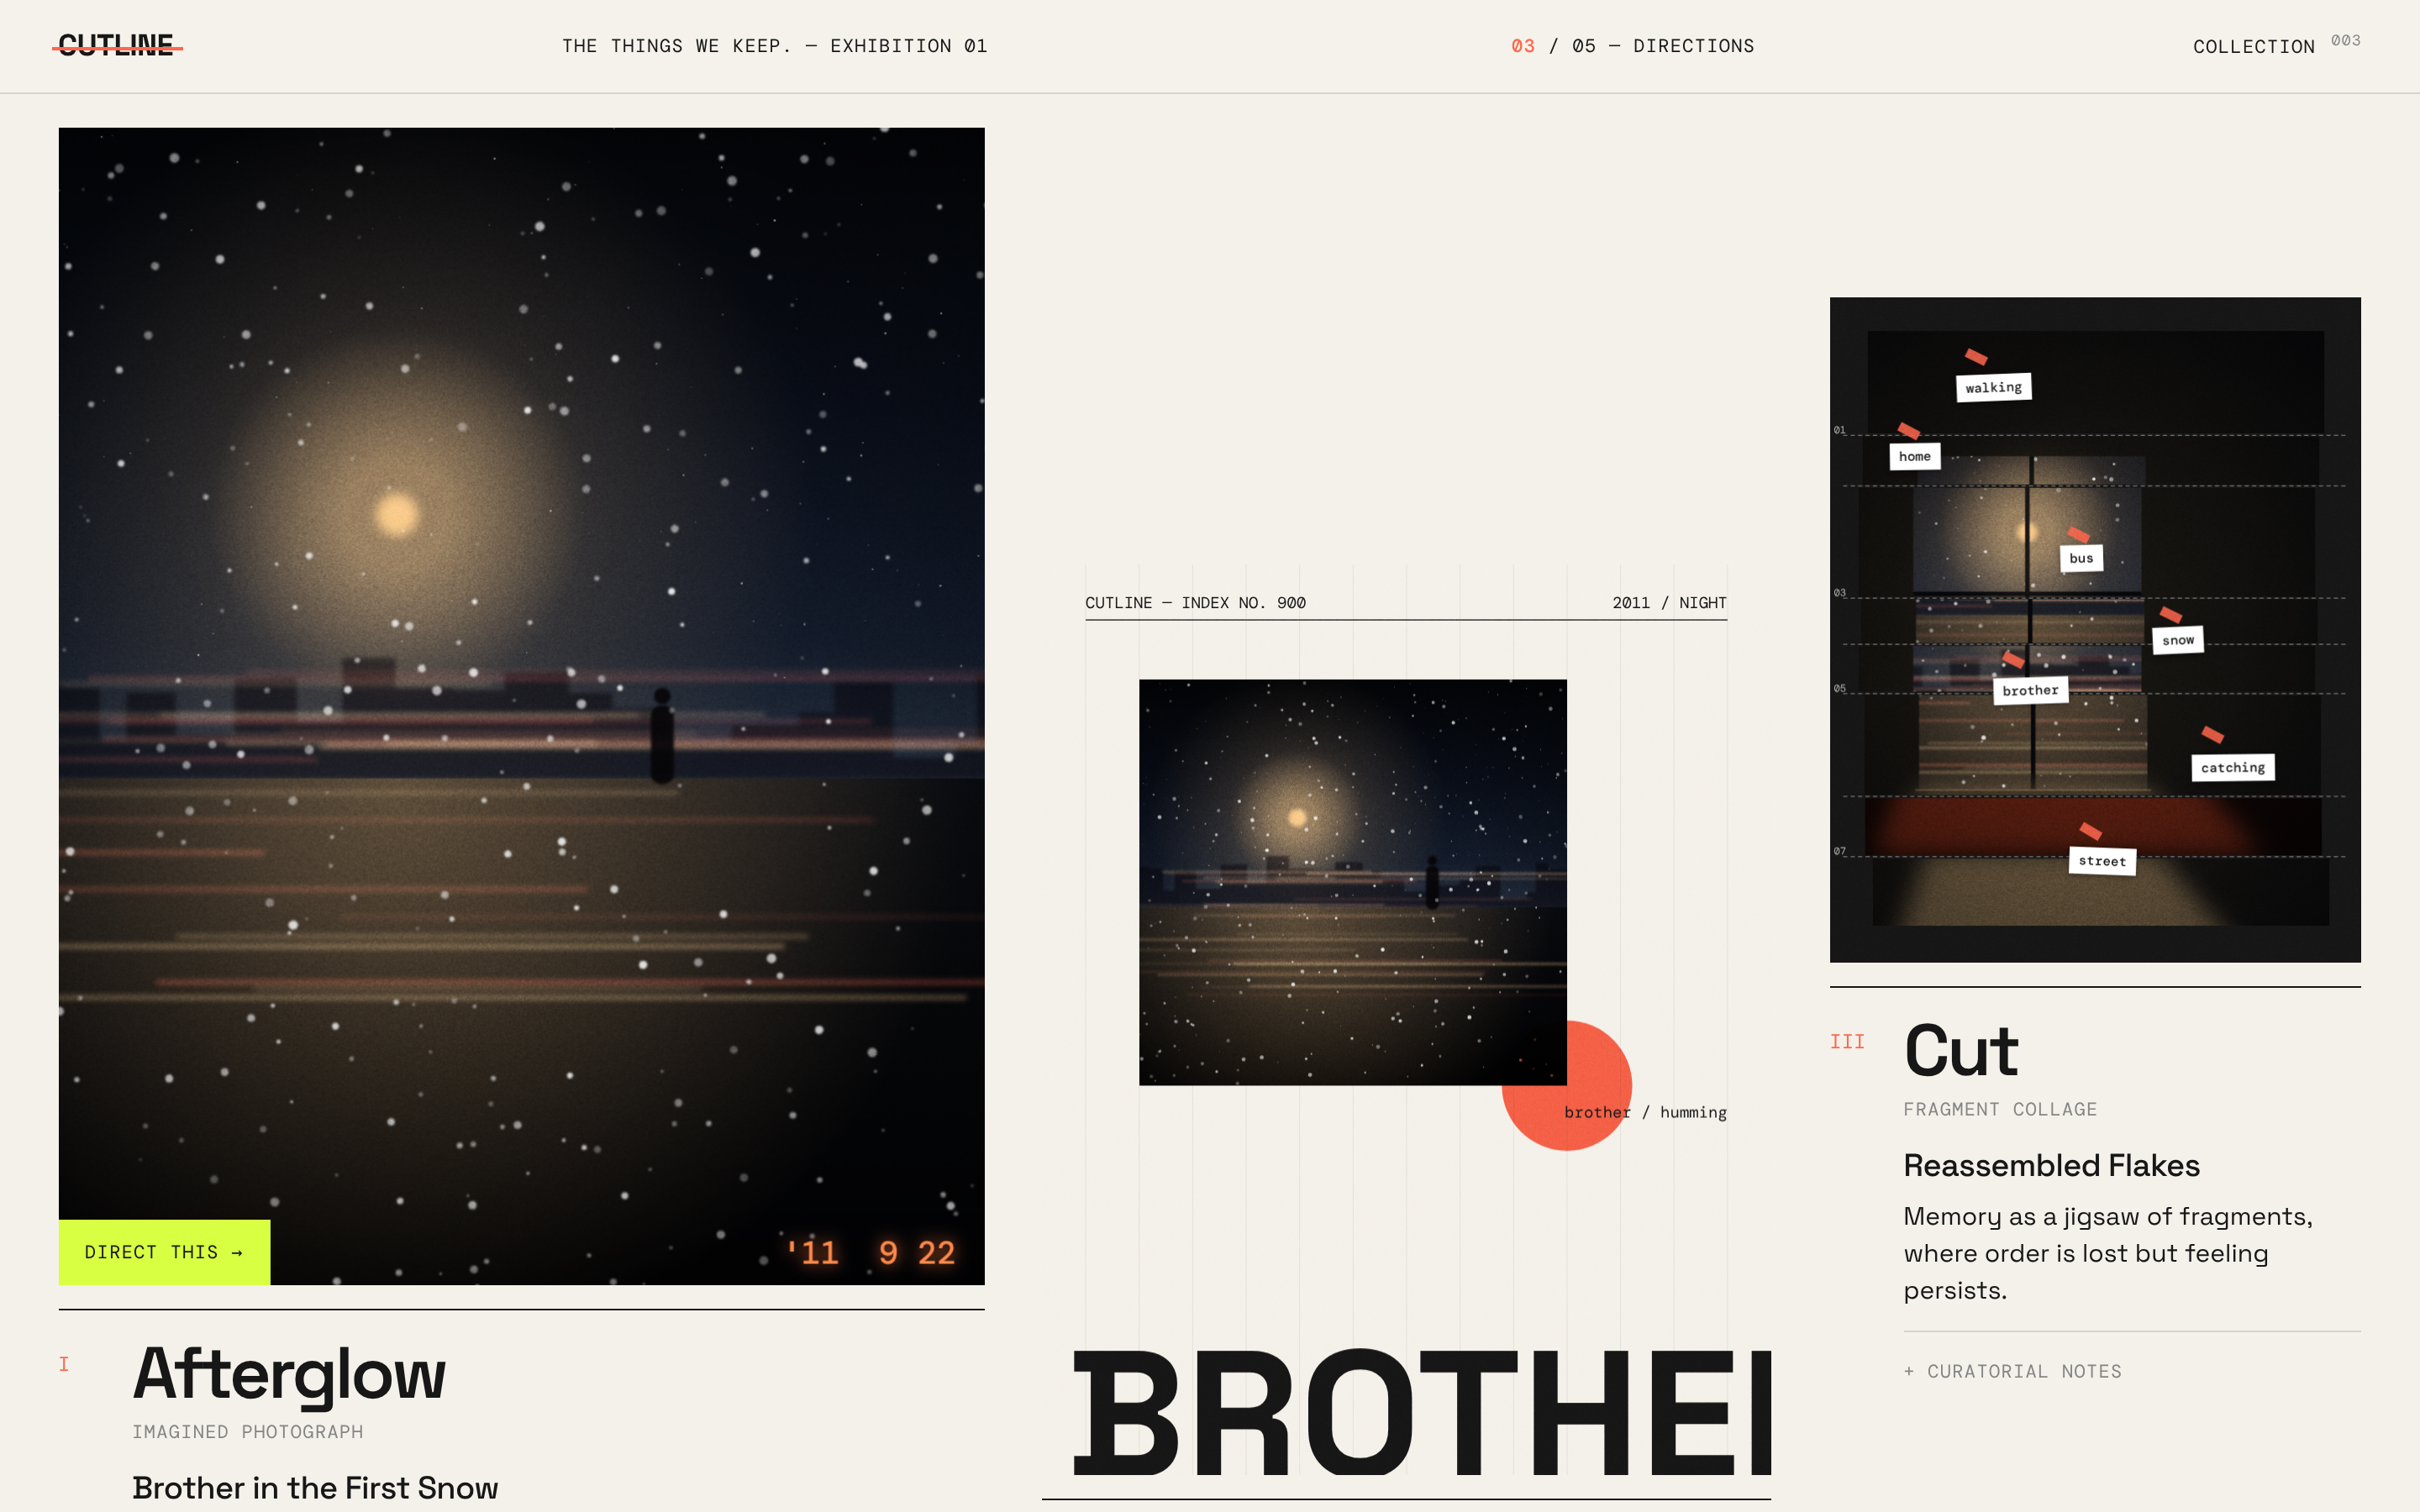 CUTLINE
THE THINGS WE KEEP. — EXHIBITION 01
03 / 05 — DIRECTIONS
COLLECTION 003
DIRECT THIS →
'11 9 22
I
Afterglow
IMAGINED PHOTOGRAPH
Brother in the First Snow
CUTLINE — INDEX NO. 900
2011 / NIGHT
brother / humming
BROTHE
walking
01
home
bus
03
snow
05
brother
catching
07
street
III
Cut
FRAGMENT COLLAGE
Reassembled Flakes
Memory as a jigsaw of fragments,
where order is lost but feeling
persists.
+ CURATORIAL NOTES